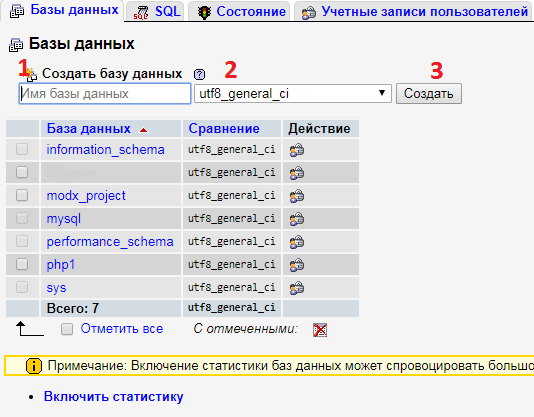 Базы данных SQL Состояние Учетные записи пользователей
Базы данных
1 2 3
Создать базу данных
Имя базы данных utf8_general_ci Создать
База данных Сравнение Действие
information_schema utf8_general_ci
utf8_general_ci
modx_project utf8_general_ci
mysql utf8_general_ci
performance_schema utf8_general_ci
php1 utf8_general_ci
sys utf8_general_ci
Всего: 7 utf8_general_ci
Отметить все С отмеченными:
Примечание: Включение статистики баз данных может спровоцировать большо
Включить статистику